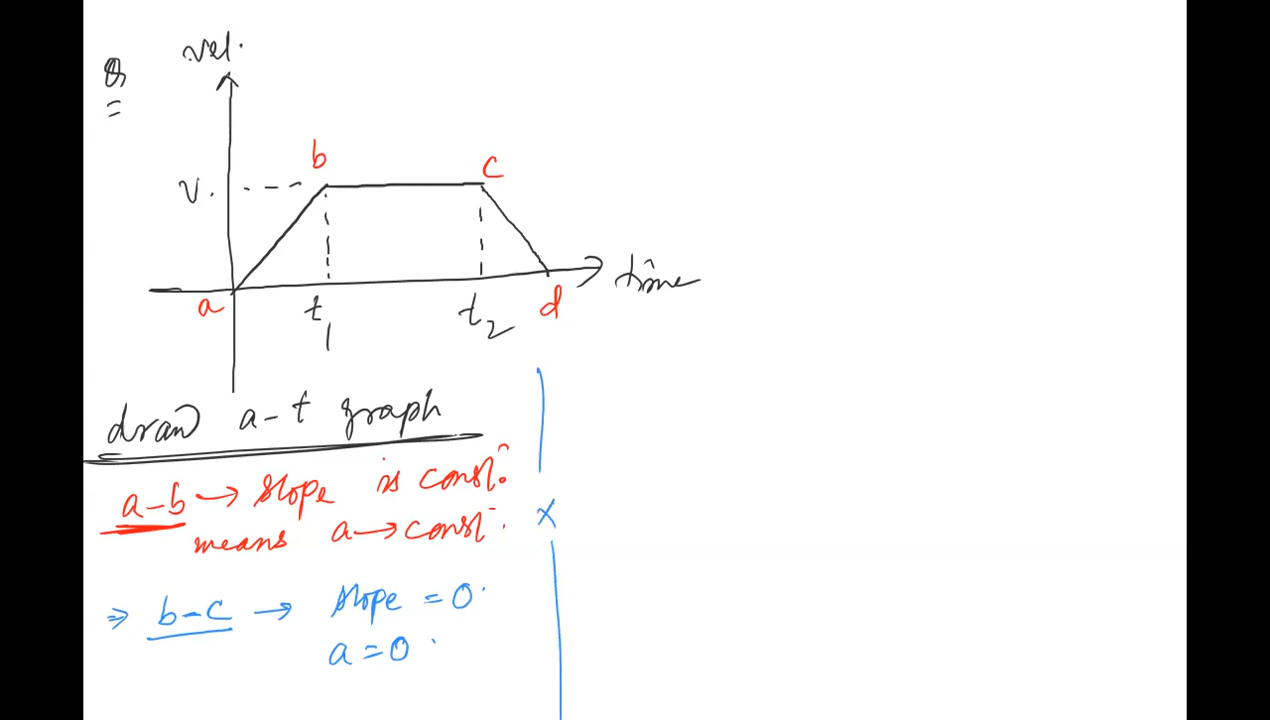 Q
vel.
b
c
v.
time
a
t1
t2
d
draw a-t graph
a-b → slope is const.
means a → const.
⇒ b-c → slope = 0.
a = 0.